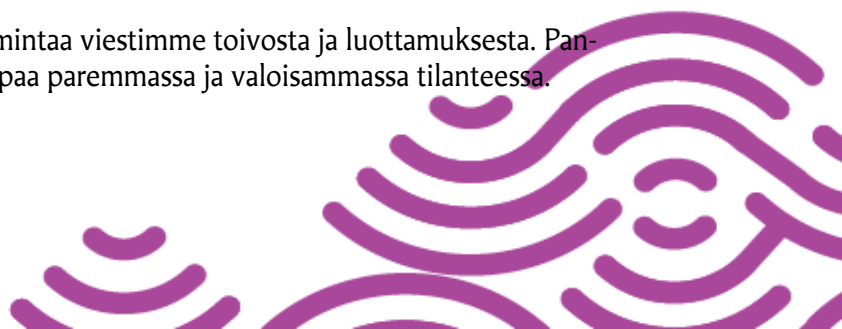 mintaa viestimme toivosta ja luottamuksesta. Pan-
paa paremmassa ja valoisammassa tilanteessa.